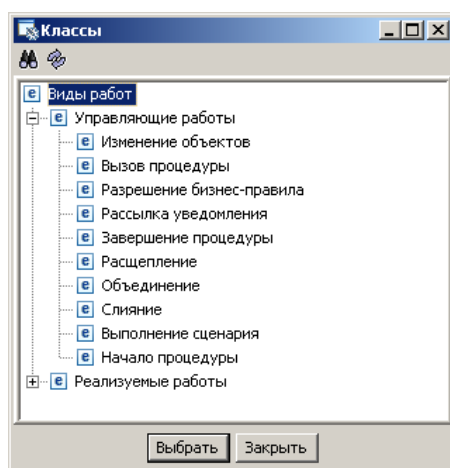 Классы
Виды работ
Управляющие работы
Изменение объектов
Вызов процедуры
Разрешение бизнес-правила
Рассылка уведомления
Завершение процедуры
Расщепление
Объединение
Слияние
Выполнение сценария
Начало процедуры
Реализуемые работы
Выбрать Закрыть